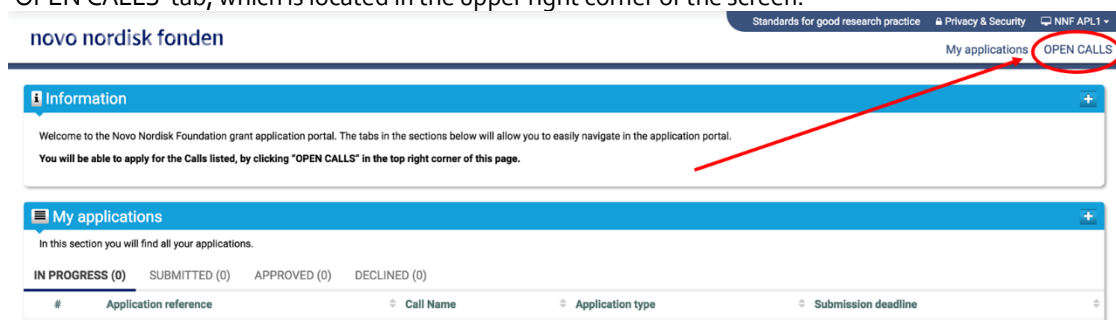 OPEN CALLS' tab, which is located in the upper right corner of the screen.
Standards for good research practice Privacy & Security NNF APL1
novo nordisk fonden
My applications OPEN CALLS
Information
Welcome to the Novo Nordisk Foundation grant application portal. The tabs in the sections below will allow you to easily navigate in the application portal.
You will be able to apply for the Calls listed, by clicking "OPEN CALLS" in the top right corner of this page.
My applications
In this section you will find all your applications.
IN PROGRESS (0) SUBMITTED (0) APPROVED (0) DECLINED (0)
# Application reference Call Name Application type Submission deadline